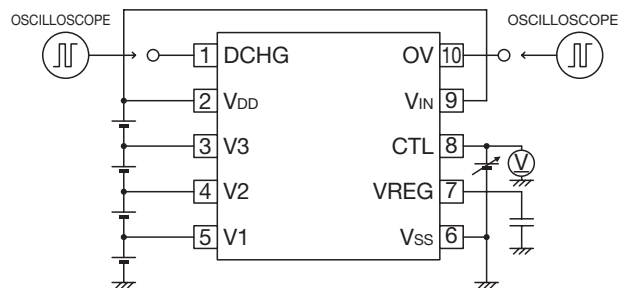 OSCILLOSCOPE
OSCILLOSCOPE
1 DCHG
OV 10
2 VDD
VIN 9
3 V3
CTL 8
V
4 V2
VREG 7
5 V1
VSS 6